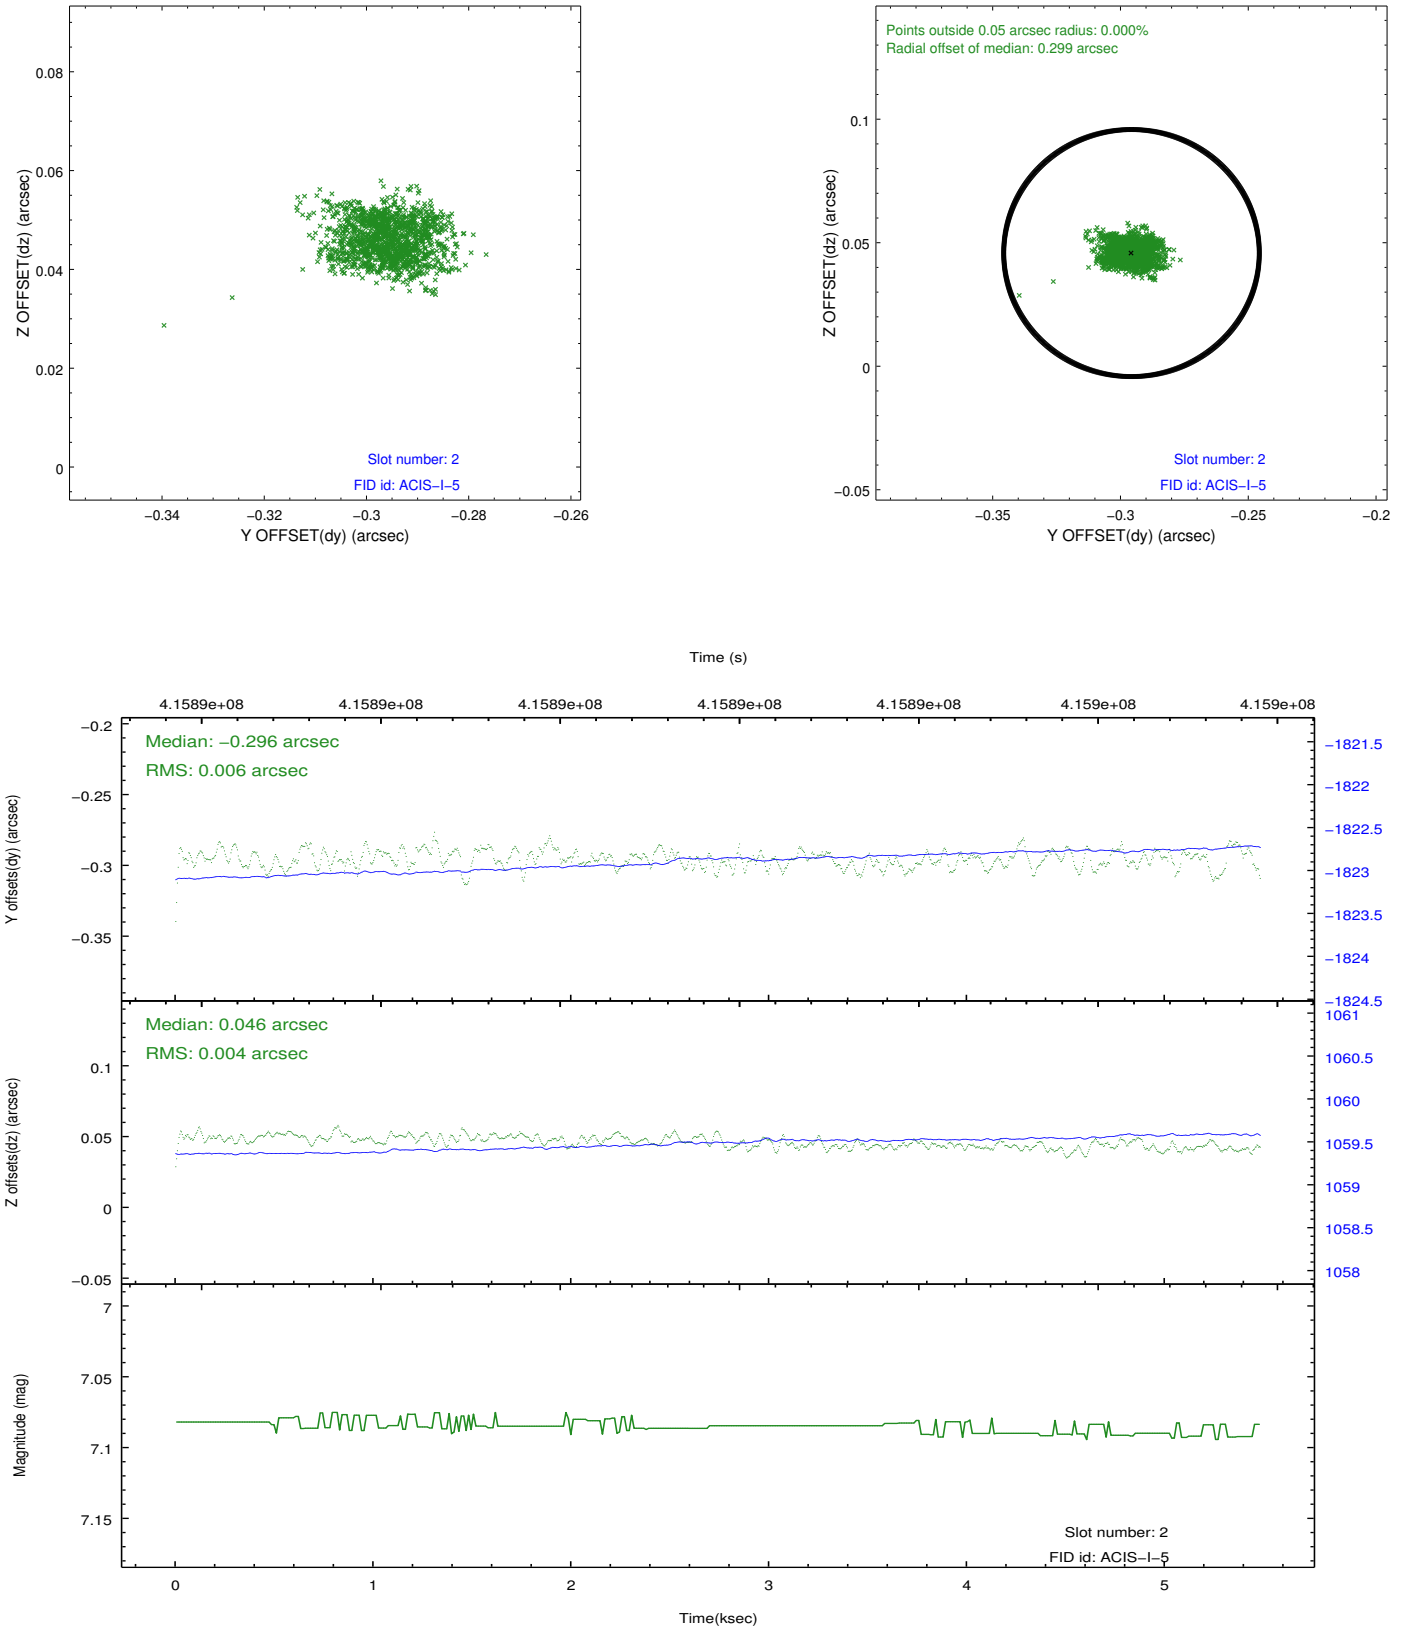 0.08
0.06
0.04
0.02
0
Z OFFSET(dz) (arcsec)
Slot number: 2
FID id: ACIS−I−5
−0.34 −0.32 −0.3 −0.28 −0.26
Y OFFSET(dy) (arcsec)
Points outside 0.05 arcsec radius: 0.000%
Radial offset of median: 0.299 arcsec
0.1
0.05
0
−0.05
Z OFFSET(dz) (arcsec)
Slot number: 2
FID id: ACIS−I−5
−0.35 −0.3 −0.25 −0.2
Y OFFSET(dy) (arcsec)
Time (s)
4.1589e+08 4.1589e+08 4.1589e+08 4.1589e+08 4.1589e+08 4.159e+08 4.159e+08
Median: −0.296 arcsec
RMS: 0.006 arcsec
−0.2
−0.25
−0.3
−0.35
Y offsets(dy) (arcsec)
−1821.5
−1822
−1822.5
−1823
−1823.5
−1824
−1824.5
Median: 0.046 arcsec
RMS: 0.004 arcsec
0.1
0.05
0
−0.05
Z offsets(dz) (arcsec)
1061
1060.5
1060
1059.5
1059
1058.5
1058
7
7.05
7.1
7.15
Magnitude (mag)
Slot number: 2
FID id: ACIS−I−5
0 1 2 3 4 5
Time(ksec)